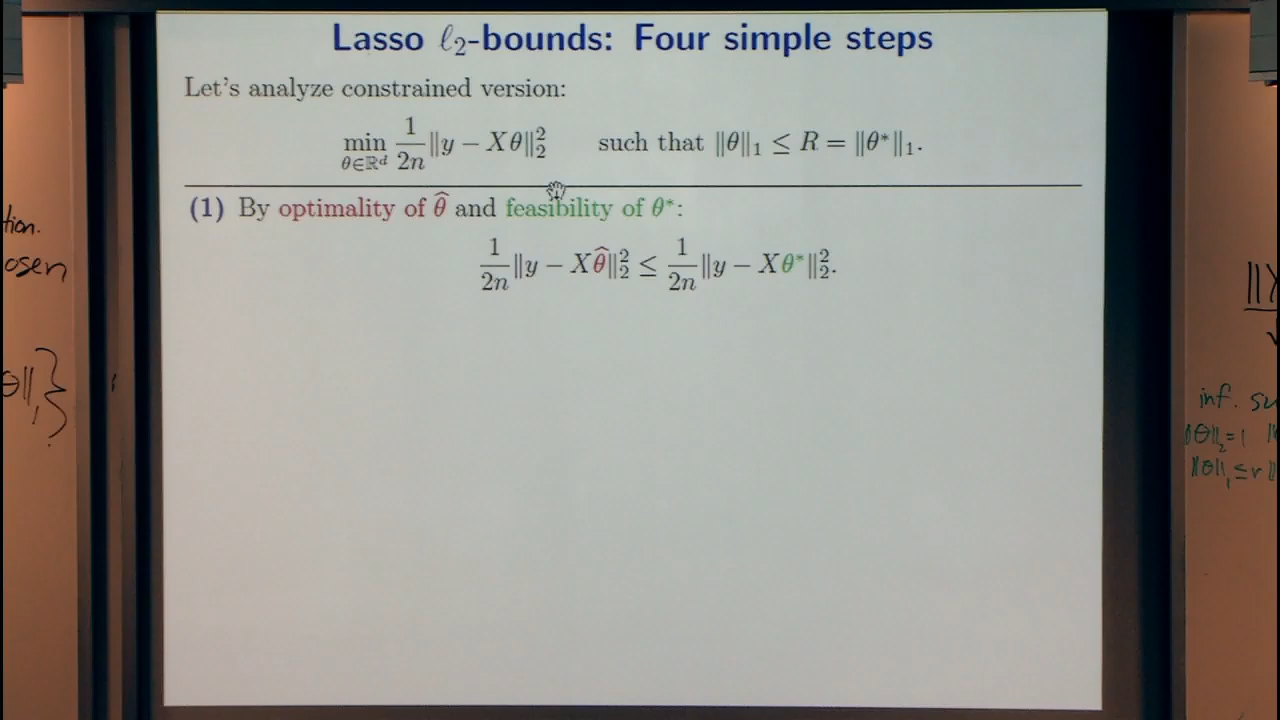 Lasso ℓ₂-bounds: Four simple steps
Let's analyze constrained version:
min_{θ∈ℝ^d} 1/2n ‖y − Xθ‖₂² such that ‖θ‖₁ ≤ R = ‖θ*‖₁.
(1) By optimality of θ̂ and feasibility of θ*:
1/2n ‖y − Xθ̂‖₂² ≤ 1/2n ‖y − Xθ*‖₂².
tion.
osen
θ‖₁}
inf.
‖θ‖₂=1
‖θ‖₁ ≤ r